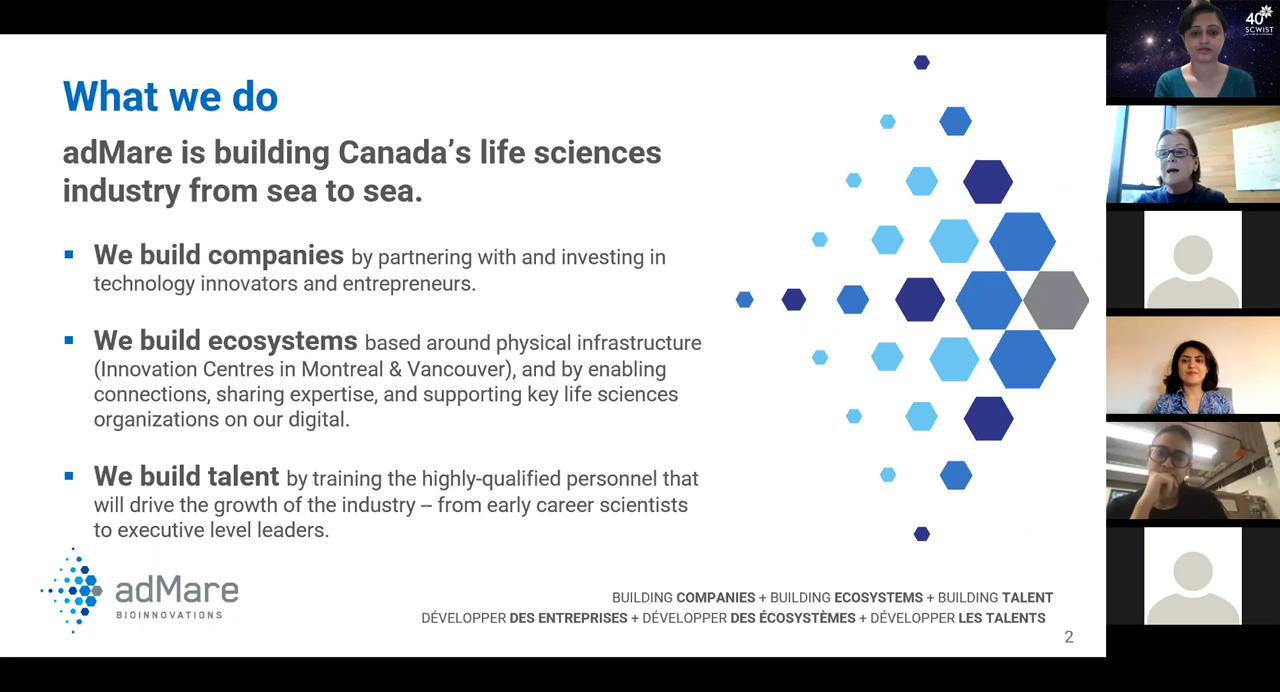 What we do
adMare is building Canada's life sciences
industry from sea to sea.
▪ We build companies by partnering with and investing in
technology innovators and entrepreneurs.
▪ We build ecosystems based around physical infrastructure
(Innovation Centres in Montreal & Vancouver), and by enabling
connections, sharing expertise, and supporting key life sciences
organizations on our digital.
▪ We build talent by training the highly-qualified personnel that
will drive the growth of the industry -- from early career scientists
to executive level leaders.
adMare
BIOINNOVATIONS
BUILDING COMPANIES + BUILDING ECOSYSTEMS + BUILDING TALENT
DÉVELOPPER DES ENTREPRISES + DÉVELOPPER DES ÉCOSYSTÈMES + DÉVELOPPER LES TALENTS
2
40
SCWIST